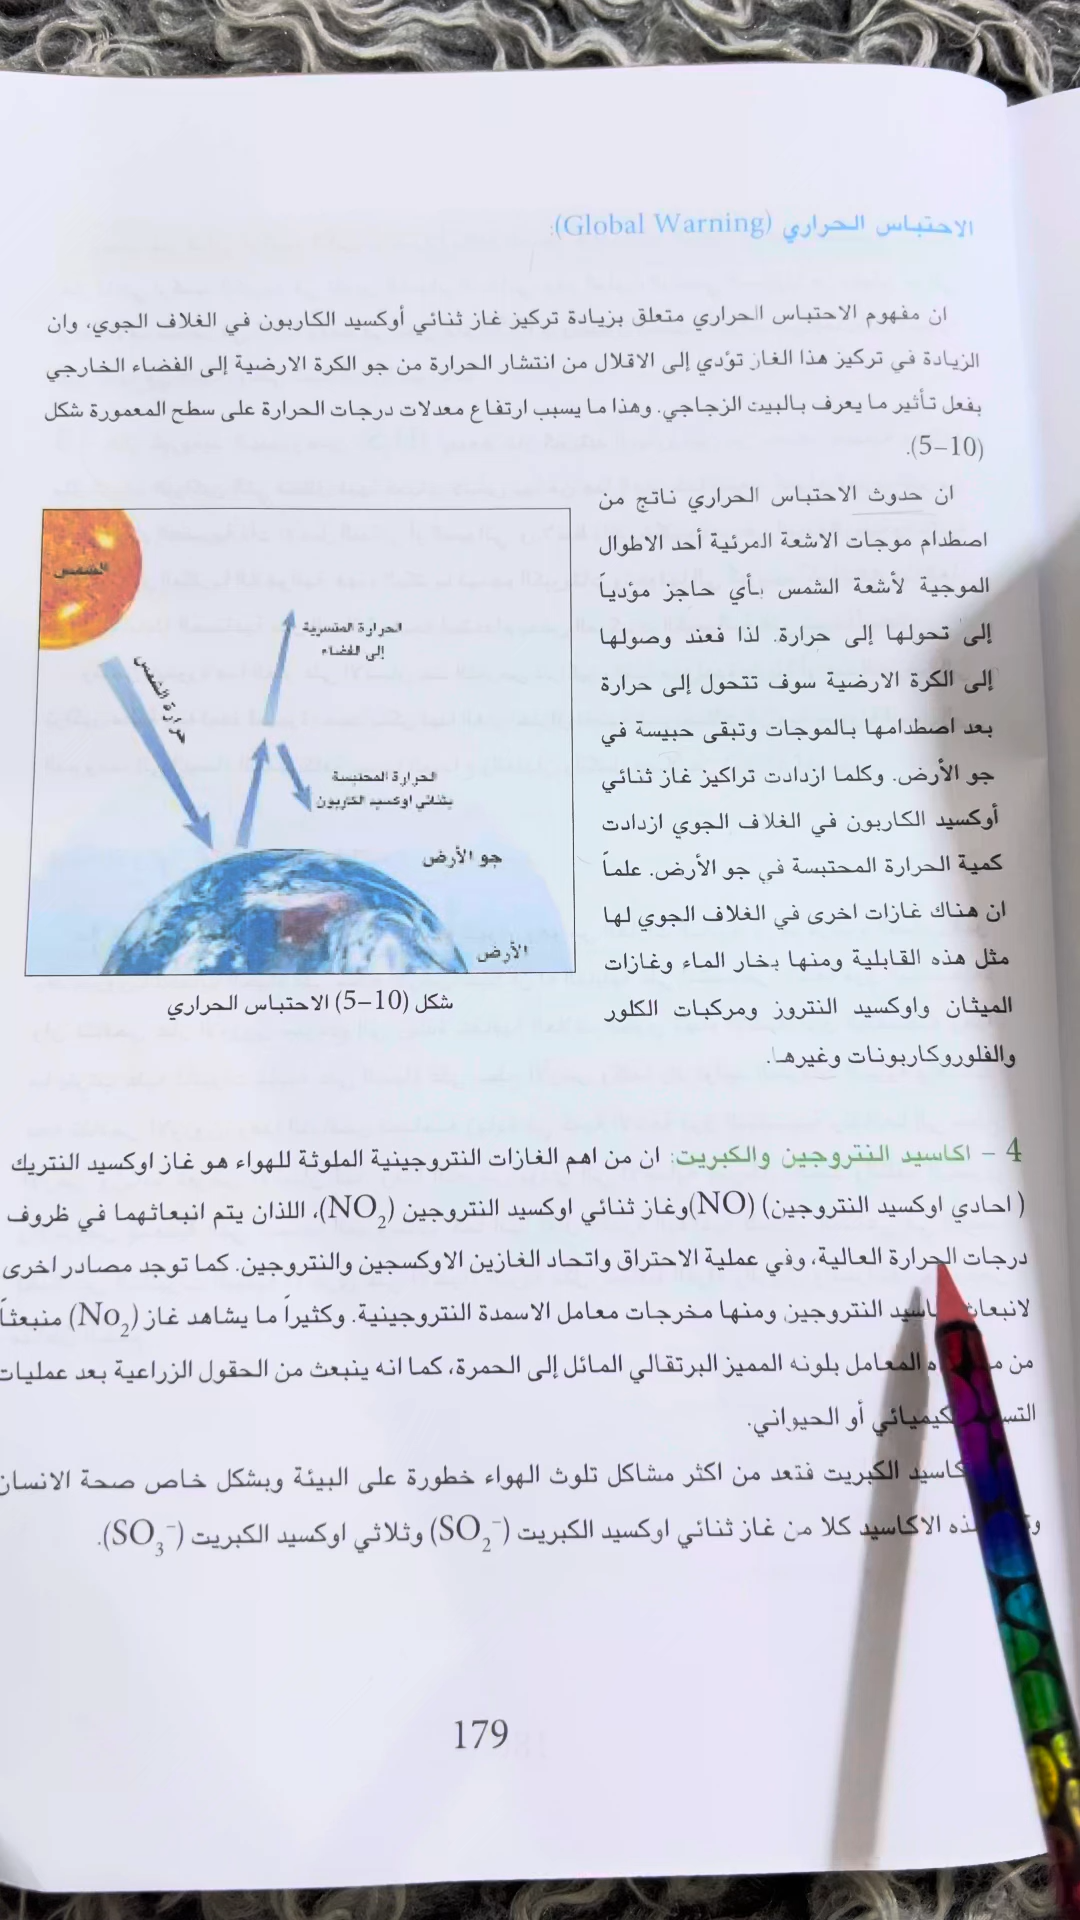 الاحتباس الحراري (Global Warning):
ان مفهوم الاحتباس الحراري متعلق بزيادة تركيز غاز ثنائي أوكسيد الكاربون في الغلاف الجوي، وان
الزيادة في تركيز هذا الغاز تؤدي إلى الاقلال من انتشار الحرارة من جو الكرة الارضية إلى الفضاء الخارجي
بفعل تأثير ما يعرف بالبيت الزجاجي. وهذا ما يسبب ارتفاع معدلات درجات الحرارة على سطح المعمورة شكل
(5-10).
ان حدوث الاحتباس الحراري ناتج من
اصطدام موجات الاشعة المرئية أحد الاطوال
الموجية لأشعة الشمس بأي حاجز مؤدياً
إلى تحولها إلى حرارة. لذا فعند وصولها
إلى الكرة الارضية سوف تتحول إلى حرارة
بعد اصطدامها بالموجات وتبقى حبيسة في
جو الأرض. وكلما ازدادت تراكيز غاز ثنائي
أوكسيد الكاربون في الغلاف الجوي ازدادت
كمية الحرارة المحتبسة في جو الأرض. علماً
ان هناك غازات اخرى في الغلاف الجوي لها
مثل هذه القابلية ومنها بخار الماء وغازات
الميثان واوكسيد النتروز ومركبات الكلور
والفلوروكاربونات وغيرها.
الشمس
حرارة الشمس
الحرارة المتسربة
إلى الفضاء
الحرارة المحتبسة
بثنائي اوكسيد الكاربون
جو الأرض
الأرض
شكل (10-5) الاحتباس الحراري
4 - اكاسيد النتروجين والكبريت: ان من اهم الغازات النتروجينية الملوثة للهواء هو غاز اوكسيد النتريك
(احادي اوكسيد النتروجين) (NO) وغاز ثنائي اوكسيد النتروجين (NO₂)، اللذان يتم انبعاثهما في ظروف
درجات الحرارة العالية، وفي عملية الاحتراق واتحاد الغازين الاوكسجين والنتروجين. كما توجد مصادر اخرى
النتروجين ومنها مخرجات معامل الاسمدة النتروجينية. وكثيراً ما يشاهد غاز (No₂) منبعثاً
من المعامل بلونه المميز البرتقالي المائل إلى الحمرة، كما انه ينبعث من الحقول الزراعية بعد عمليات
أو الحيواني.
الكبريت فتعد من اكثر مشاكل تلوث الهواء خطورة على البيئة وبشكل خاص صحة الانسان
الاكاسيد كلا من غاز ثنائي اوكسيد الكبريت (SO₂⁻) وثلاثي اوكسيد الكبريت (SO₃⁻).
179